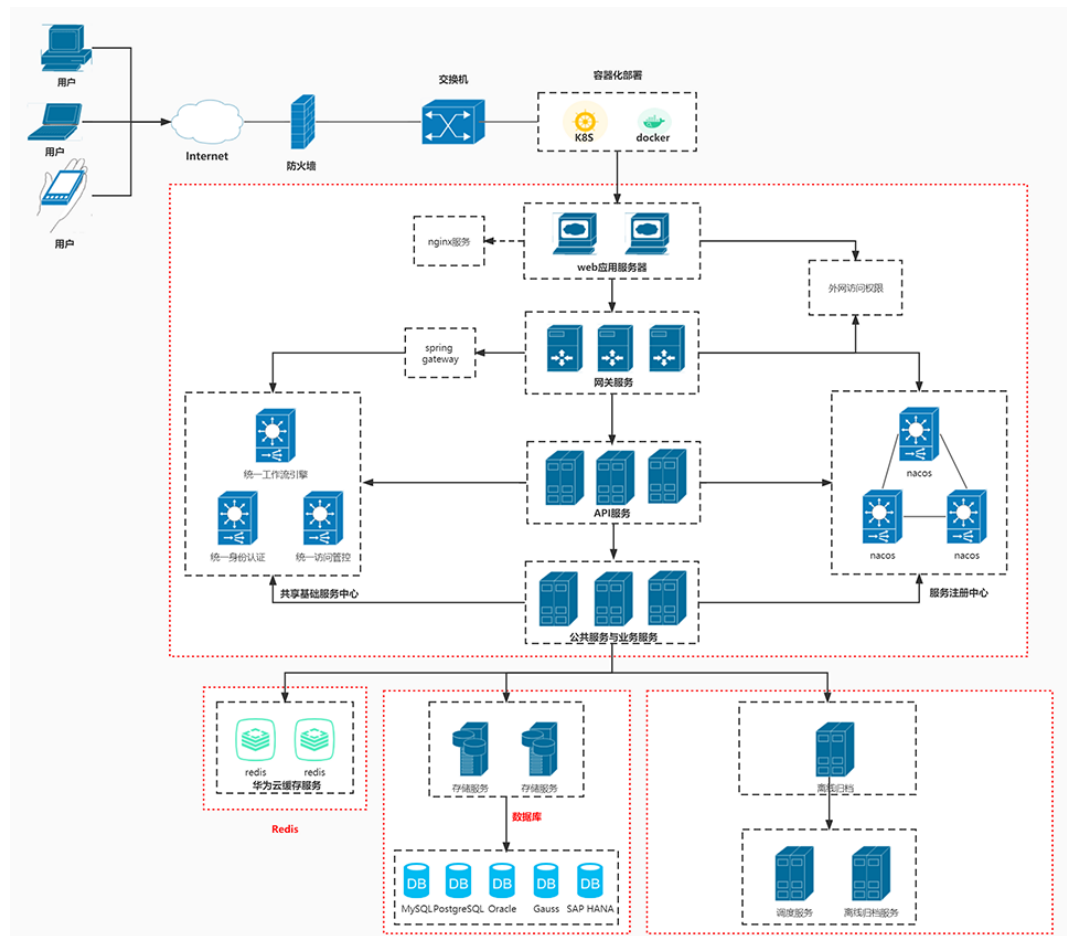 用户
用户
用户
Internet
防火墙
交换机
容器化部署
K8S
docker
nginx服务
web应用服务器
外网访问权限
spring
gateway
网关服务
统一工作流引擎
统一身份认证
统一访问管控
共享基础服务中心
API服务
nacos
nacos
nacos
服务注册中心
公共服务与业务服务
redis
redis
华为云缓存服务
Redis
存储服务
存储服务
数据库
MySQL
PostgreSQL
Oracle
Gauss
SAP HANA
离线归档
调度服务
离线归档服务